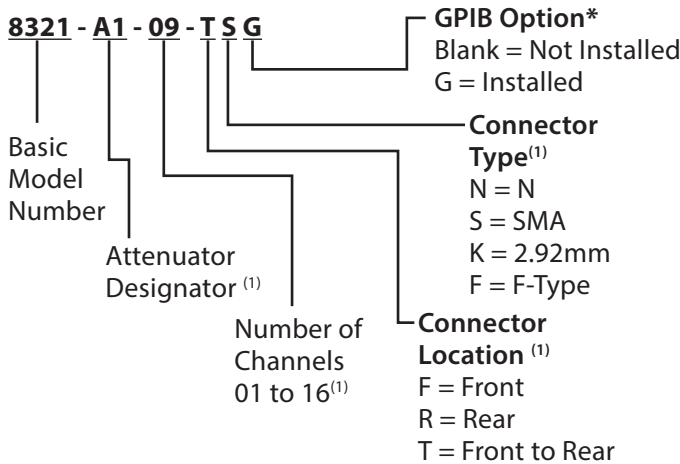 8321 - A1 - 09 - T S G
GPIB Option*
Blank = Not Installed
G = Installed
Connector
Type(1)
N = N
S = SMA
K = 2.92mm
F = F-Type
Basic
Model
Number
Attenuator
Designator (1)
Number of
Channels
01 to 16(1)
Connector
Location (1)
F = Front
R = Rear
T = Front to Rear